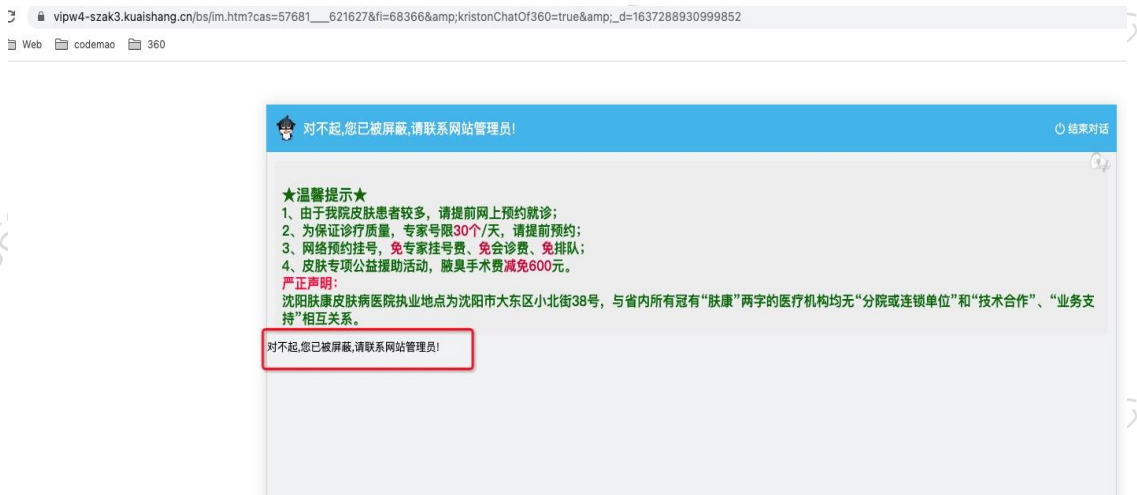 vipw4-szak3.kuaishang.cn/bs/im.htm?cas=57681___621627&fi=68366&amp;kristonChatOf360=true&amp;_d=1637288930999852
Web codemao 360
对不起,您已被屏蔽,请联系网站管理员!
结束对话
★温馨提示★
1、由于我院皮肤患者较多，请提前网上预约就诊；
2、为保证诊疗质量，专家号限30个/天，请提前预约；
3、网络预约挂号，免专家挂号费、免会诊费、免排队；
4、皮肤专项公益援助活动，腋臭手术费减免600元。
严正声明：
沈阳肤康皮肤病医院执业地点为沈阳市大东区小北街38号，与省内所有冠有“肤康”两字的医疗机构均无“分院或连锁单位”和“技术合作”、“业务支
持”相互关系。
对不起,您已被屏蔽,请联系网站管理员!